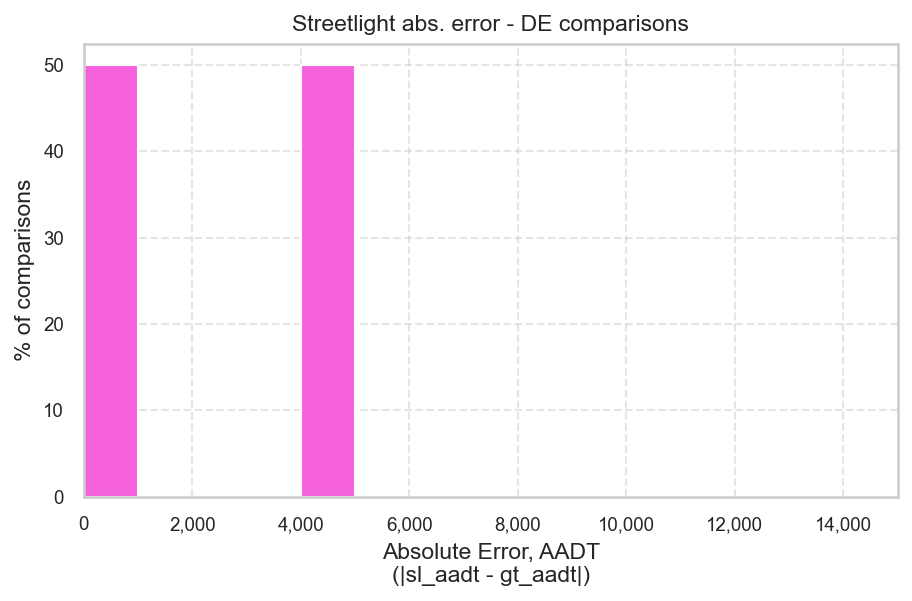 Streetlight abs. error - DE comparisons
% of comparisons
50
40
30
20
10
0
0 2,000 4,000 6,000 8,000 10,000 12,000 14,000
Absolute Error, AADT
(|sl_aadt - gt_aadt|)